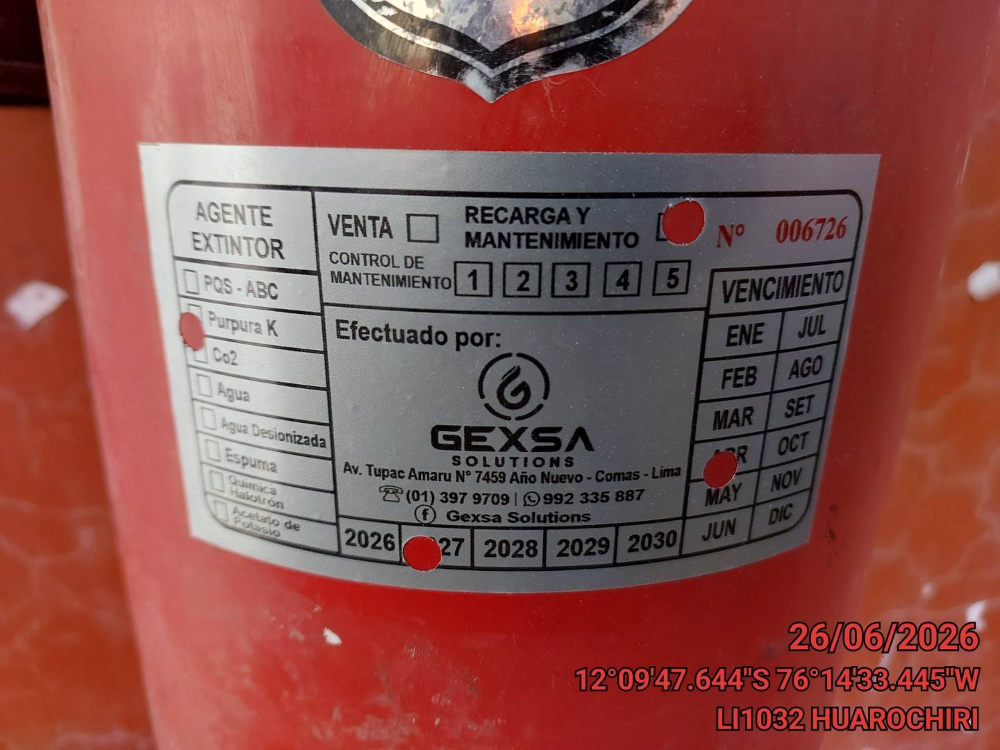 AGENTE
EXTINTOR
PQS - ABC
Purpura K
Co2
Agua
Agua Desionizada
Espuma
Quimica
Halotrón
Acetato de
Potasio
VENTA
RECARGA Y
MANTENIMIENTO
CONTROL DE
MANTENIMIENTO 1 2 3 4 5
Nº 006726
Efectuado por:
GEXSA
SOLUTIONS
Av. Tupac Amaru N° 7459 Año Nuevo - Comas - Lima
(01) 397 9709 | 992 335 887
f Gexsa Solutions
2026 27 2028 2029 2030
VENCIMIENTO
ENE JUL
FEB AGO
MAR SET
OCT
MAY NOV
JUN DIC
26/06/2026
12°09'47.644"S 76°14'33.445"W
LI1032 HUAROCHIRI